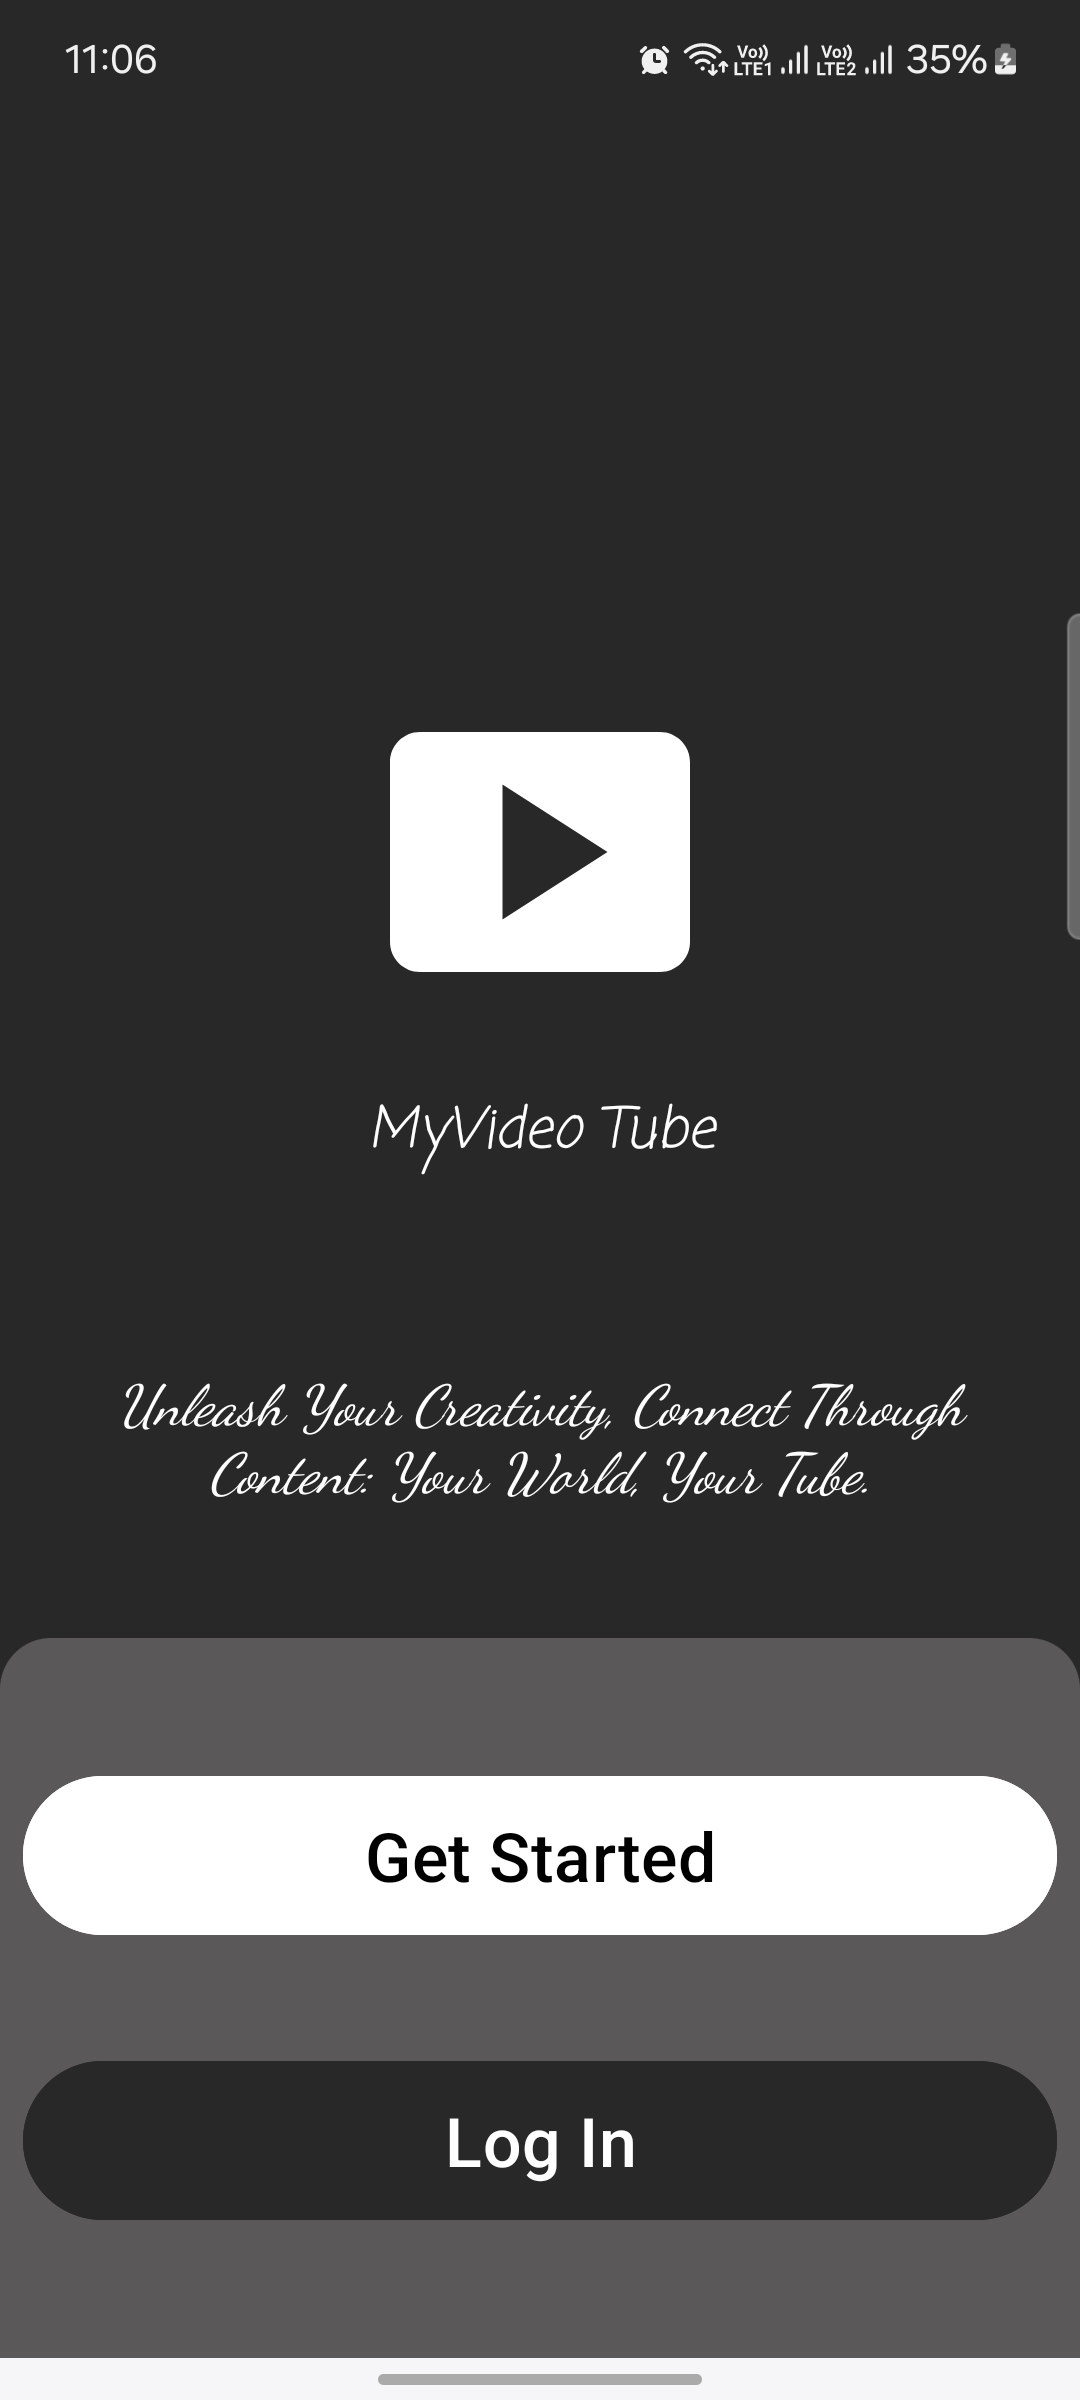 11:06
Vo)) LTE1 Vo)) LTE2 35%
MyVideo Tube
Unleash Your Creativity, Connect Through
Content: Your World, Your Tube.
Get Started
Log In